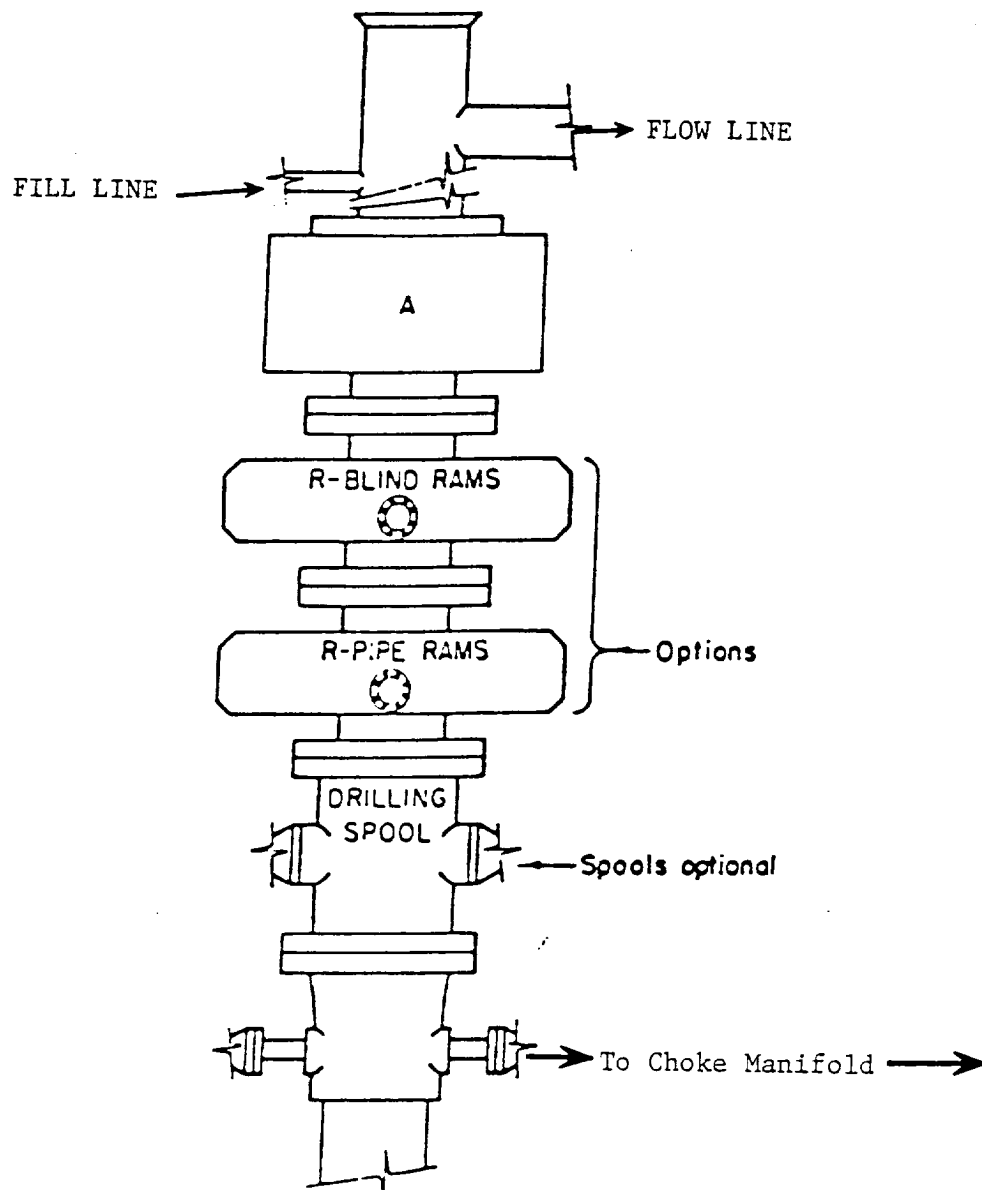 FLOW LINE
FILL LINE
A
R-BLIND RAMS
R-PIPE RAMS
Options
DRILLING
SPOOL
Spools optional
To Choke Manifold